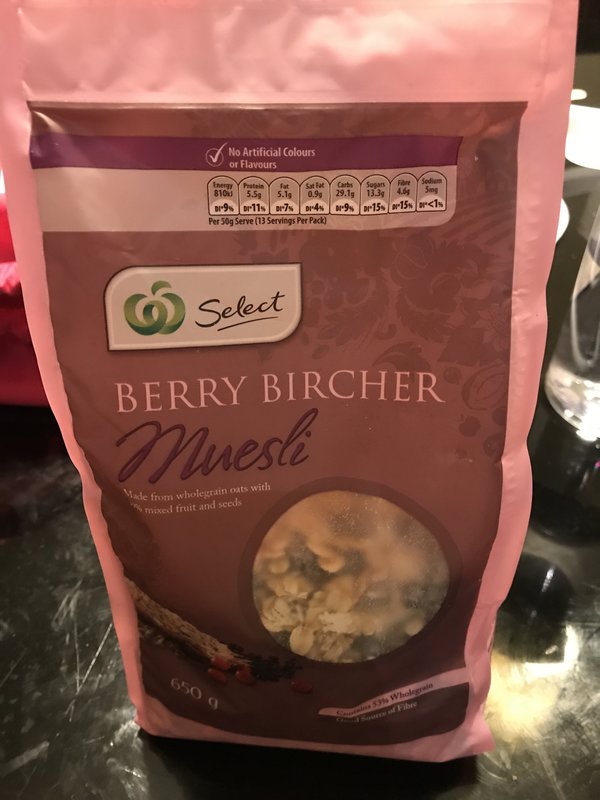 No Artificial Colours
or Flavours
Energy Protein Fat Sat Fat Carbs Sugars Fibre Sodium
810kJ 5.5g 5.1g 0.9g 29.1g 13.3g 4.6g 5mg
DI*9% DI*11% DI*7% DI*4% DI*9% DI*15% DI*15% DI*<1%
Per 50g Serve (13 Servings Per Pack)
Select
BERRY BIRCHER
Muesli
Made from wholegrain oats with
mixed fruit and seeds
650 g
Contains 53% Wholegrain
Good Source of Fibre